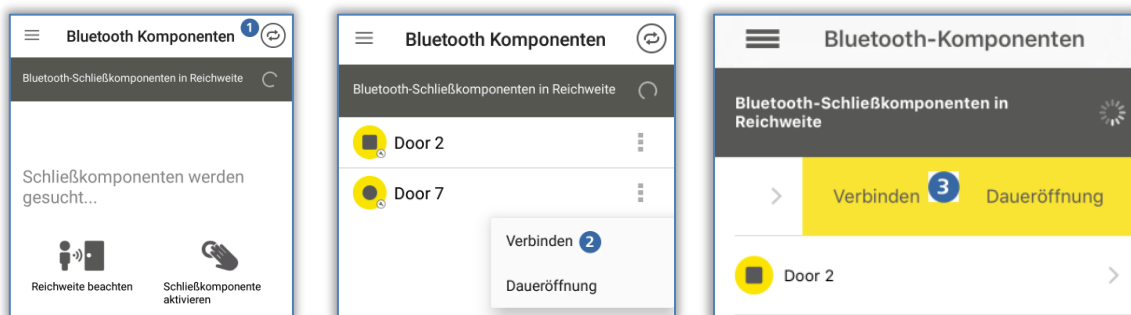 Bluetooth Komponenten 1
Bluetooth-Schließkomponenten in Reichweite
Schließkomponenten werden
gesucht...
Reichweite beachten
Schließkomponente
aktivieren
Bluetooth Komponenten
Bluetooth-Schließkomponenten in Reichweite
Door 2
Door 7
Verbinden 2
Daueröffnung
Bluetooth-Komponenten
Bluetooth-Schließkomponenten in
Reichweite
Verbinden 3 Daueröffnung
Door 2